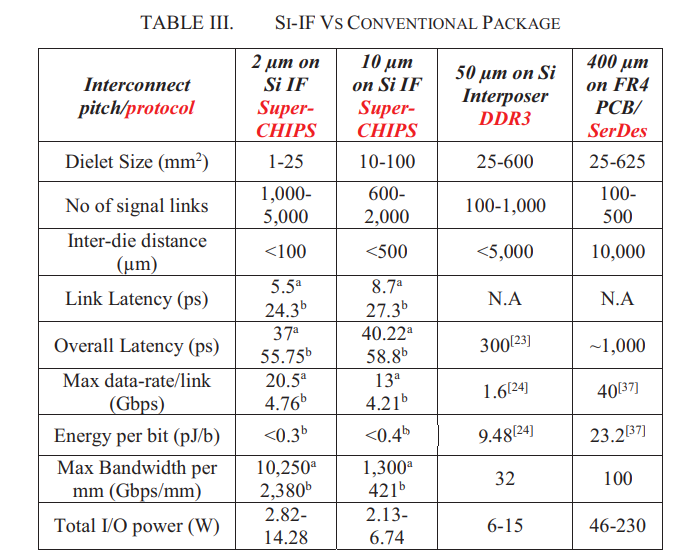 TABLE III. SI-IF VS CONVENTIONAL PACKAGE
Interconnect pitch/protocol
2 µm on Si IF Super-CHIPS
10 µm on Si IF Super-CHIPS
50 µm on Si Interposer DDR3
400 µm on FR4 PCB/ SerDes
Dielet Size (mm²) 1-25 10-100 25-600 25-625
No of signal links 1,000-5,000 600-2,000 100-1,000 100-500
Inter-die distance (µm) <100 <500 <5,000 10,000
Link Latency (ps) 5.5ᵃ 24.3ᵇ 8.7ᵃ 27.3ᵇ N.A N.A
Overall Latency (ps) 37ᵃ 55.75ᵇ 40.22ᵃ 58.8ᵇ 300[23] ~1,000
Max data-rate/link (Gbps) 20.5ᵃ 4.76ᵇ 13ᵃ 4.21ᵇ 1.6[24] 40[37]
Energy per bit (pJ/b) <0.3ᵇ <0.4ᵇ 9.48[24] 23.2[37]
Max Bandwidth per mm (Gbps/mm) 10,250ᵃ 2,380ᵇ 1,300ᵃ 421ᵇ 32 100
Total I/O power (W) 2.82-14.28 2.13-6.74 6-15 46-230